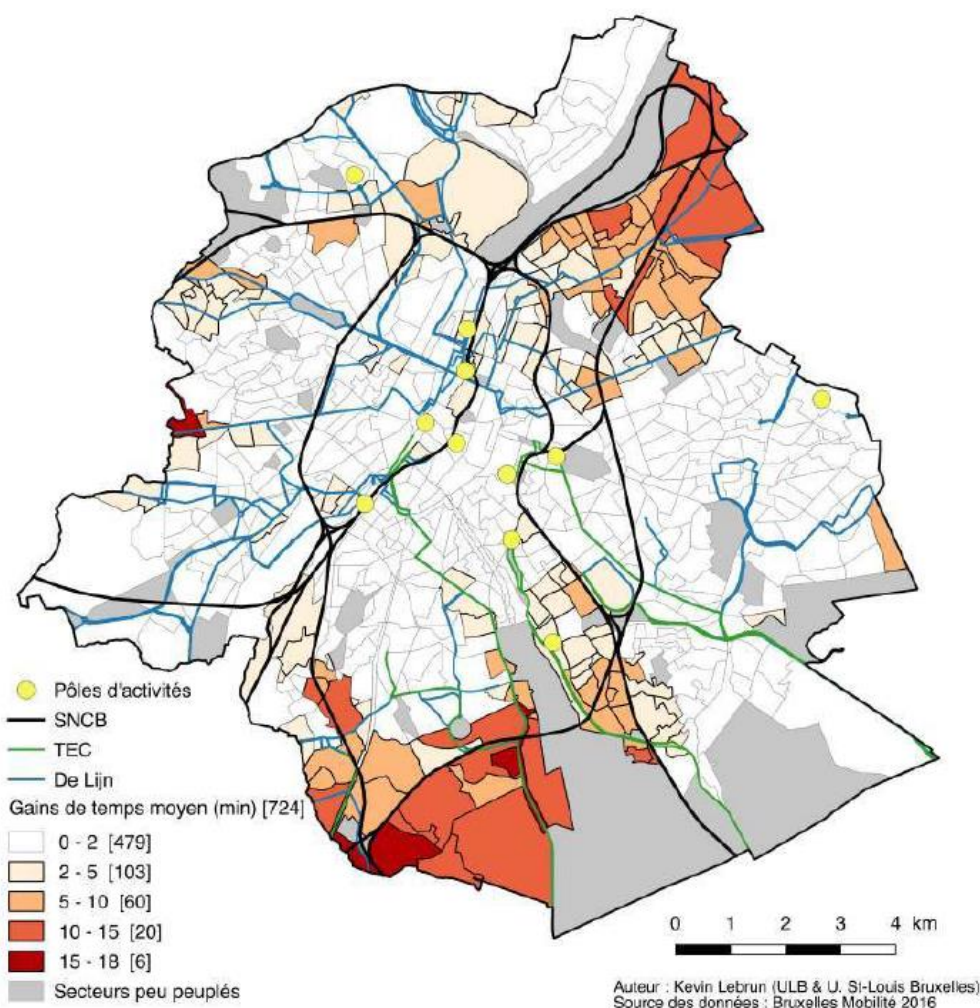 Pôles d'activités
SNCB
TEC
De Lijn
Gains de temps moyen (min) [724]
0 - 2 [479]
2 - 5 [103]
5 - 10 [60]
10 - 15 [20]
15 - 18 [6]
Secteurs peu peuplés
0 1 2 3 4 km
Auteur : Kevin Lebrun (ULB & U. St-Louis Bruxelles)
Source des données : Bruxelles Mobilité 2016